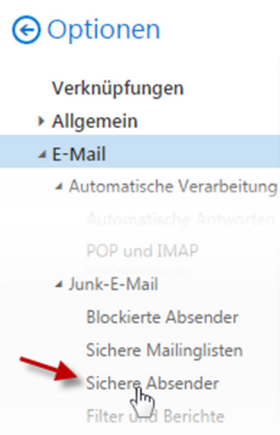 Optionen
Verknüpfungen
Allgemein
E-Mail
Automatische Verarbeitung
Automatische Antworten
POP und IMAP
Junk-E-Mail
Blockierte Absender
Sichere Mailinglisten
Sichere Absender
Filter und Berichte